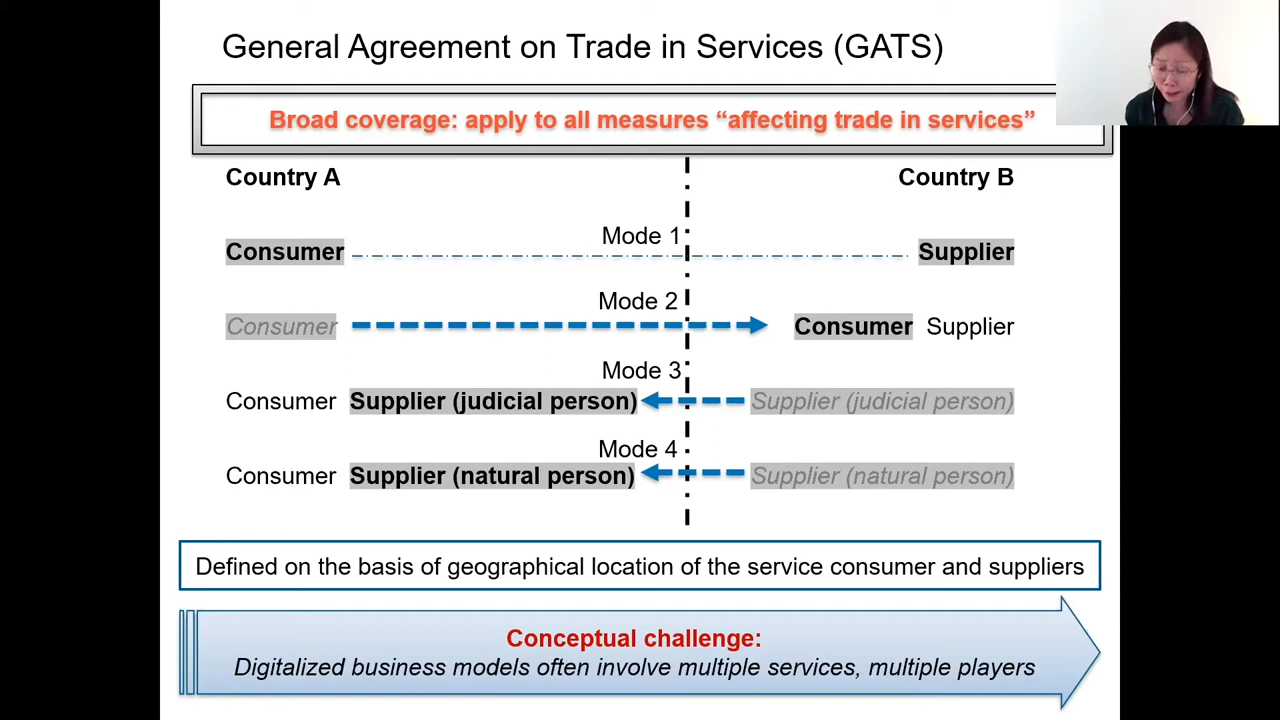 General Agreement on Trade in Services (GATS)
Broad coverage: apply to all measures “affecting trade in services”
Country A Country B
Mode 1
Consumer Supplier
Mode 2
Consumer Consumer Supplier
Mode 3
Consumer Supplier (judicial person) Supplier (judicial person)
Mode 4
Consumer Supplier (natural person) Supplier (natural person)
Defined on the basis of geographical location of the service consumer and suppliers
Conceptual challenge:
Digitalized business models often involve multiple services, multiple players